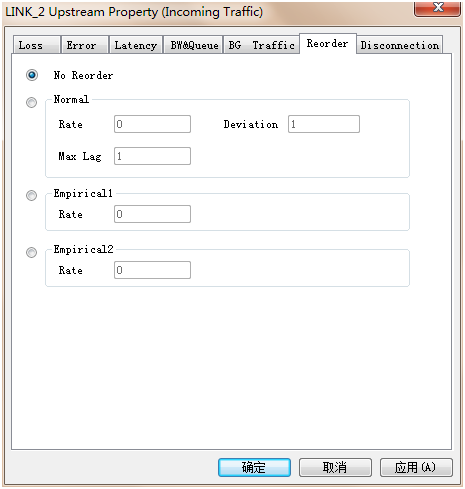 LINK_2 Upstream Property (Incoming Traffic)
Loss Error Latency BW&Queue BG Traffic Reorder Disconnection
No Reorder
Normal
Rate 0 Deviation 1
Max Lag 1
Empirical1
Rate 0
Empirical2
Rate 0
确定 取消 应用(A)